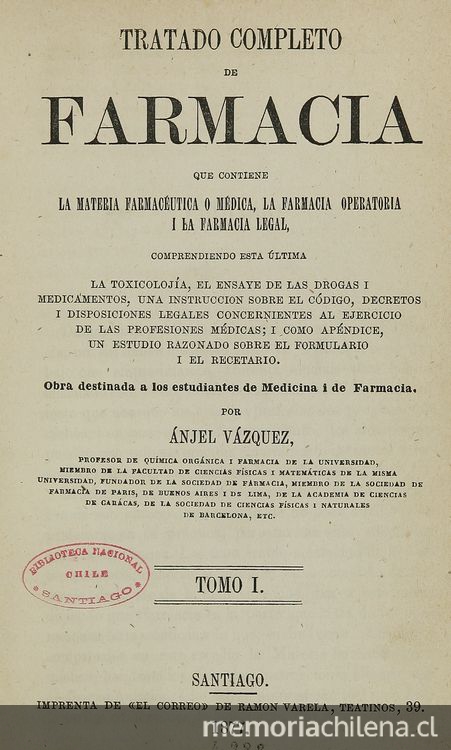 TRATADO COMPLETO
DE
FARMACIA
QUE CONTIENE
LA MATERIA FARMACÉUTICA O MÉDICA, LA FARMACIA OPERATORIA
I LA FARMACIA LEGAL,
COMPRENDIENDO ESTA ÚLTIMA
LA TOXICOLOJÍA, EL ENSAYE DE LAS DROGAS I
MEDICAMENTOS, UNA INSTRUCCION SOBRE EL CÓDIGO, DECRETOS
I DISPOSICIONES LEGALES CONCERNIENTES AL EJERCICIO
DE LAS PROFESIONES MÉDICAS; I COMO APÉNDICE,
UN ESTUDIO RAZONADO SOBRE EL FORMULARIO
I EL RECETARIO.
Obra destinada a los estudiantes de Medicina i de Farmacia.
POR
ÁNJEL VÁZQUEZ,
PROFESOR DE QUÍMICA ORGÁNICA I FARMACIA DE LA UNIVERSIDAD,
MIEMBRO DE LA FACULTAD DE CIENCIAS FÍSICAS I MATEMÁTICAS DE LA MISMA
UNIVERSIDAD, FUNDADOR DE LA SOCIEDAD DE FARMACIA, MIEMBRO DE LA SOCIEDAD DE
FARMACIA DE PARIS, DE BUENOS AIRES I DE LIMA, DE LA ACADEMIA DE CIENCIAS
DE CARÁCAS, DE LA SOCIEDAD DE CIENCIAS FÍSICAS I NATURALES
DE BARCELONA, ETC.
BIBLIOTECA NACIONAL
CHILE
SANTIAGO
TOMO I.
SANTIAGO.
IMPRENTA DE «EL CORREO» DE RAMON VARELA, TEATINOS, 39.
memoriachilena.cl